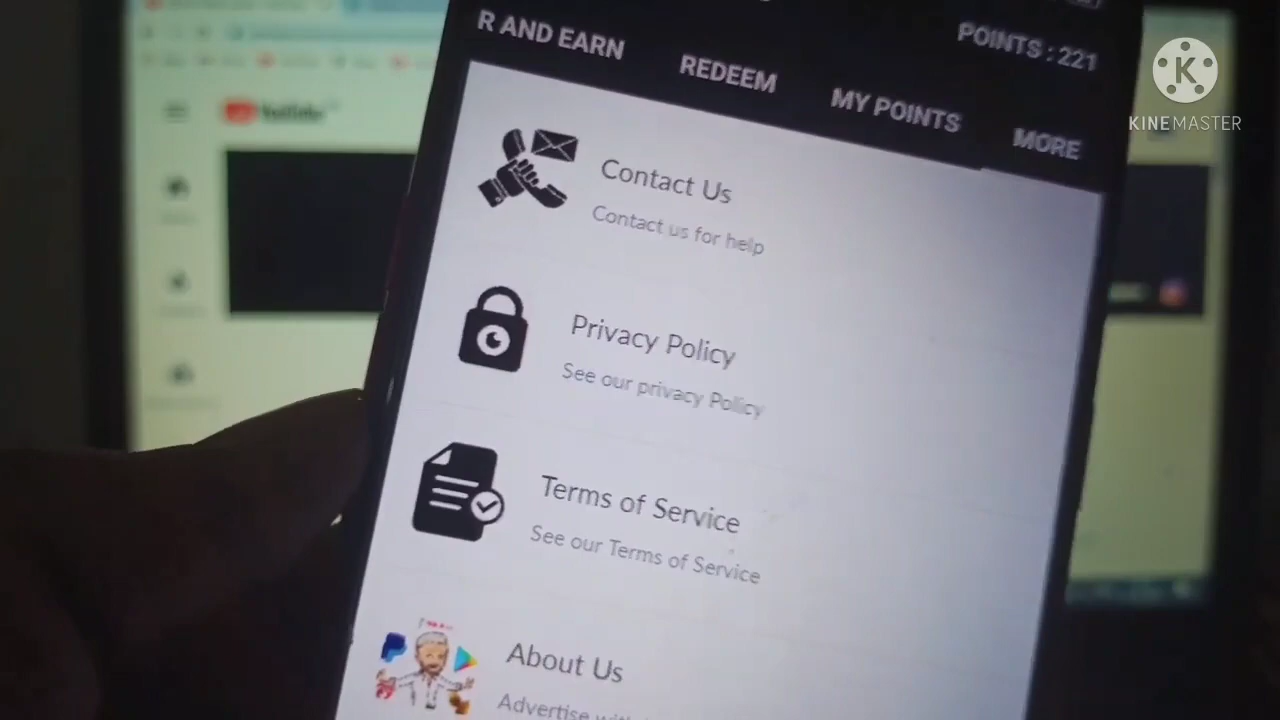 R AND EARN
REDEEM
MY POINTS
MORE
POINTS : 221
K
KINEMASTER
YouTube
Contact Us
Contact us for help
Privacy Policy
See our privacy Policy
Terms of Service
See our Terms of Service
About Us
Advertise